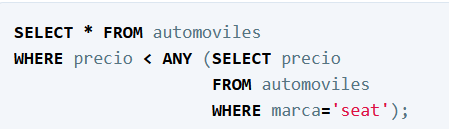 SELECT * FROM automoviles
WHERE precio < ANY (SELECT precio
FROM automoviles
WHERE marca='seat');